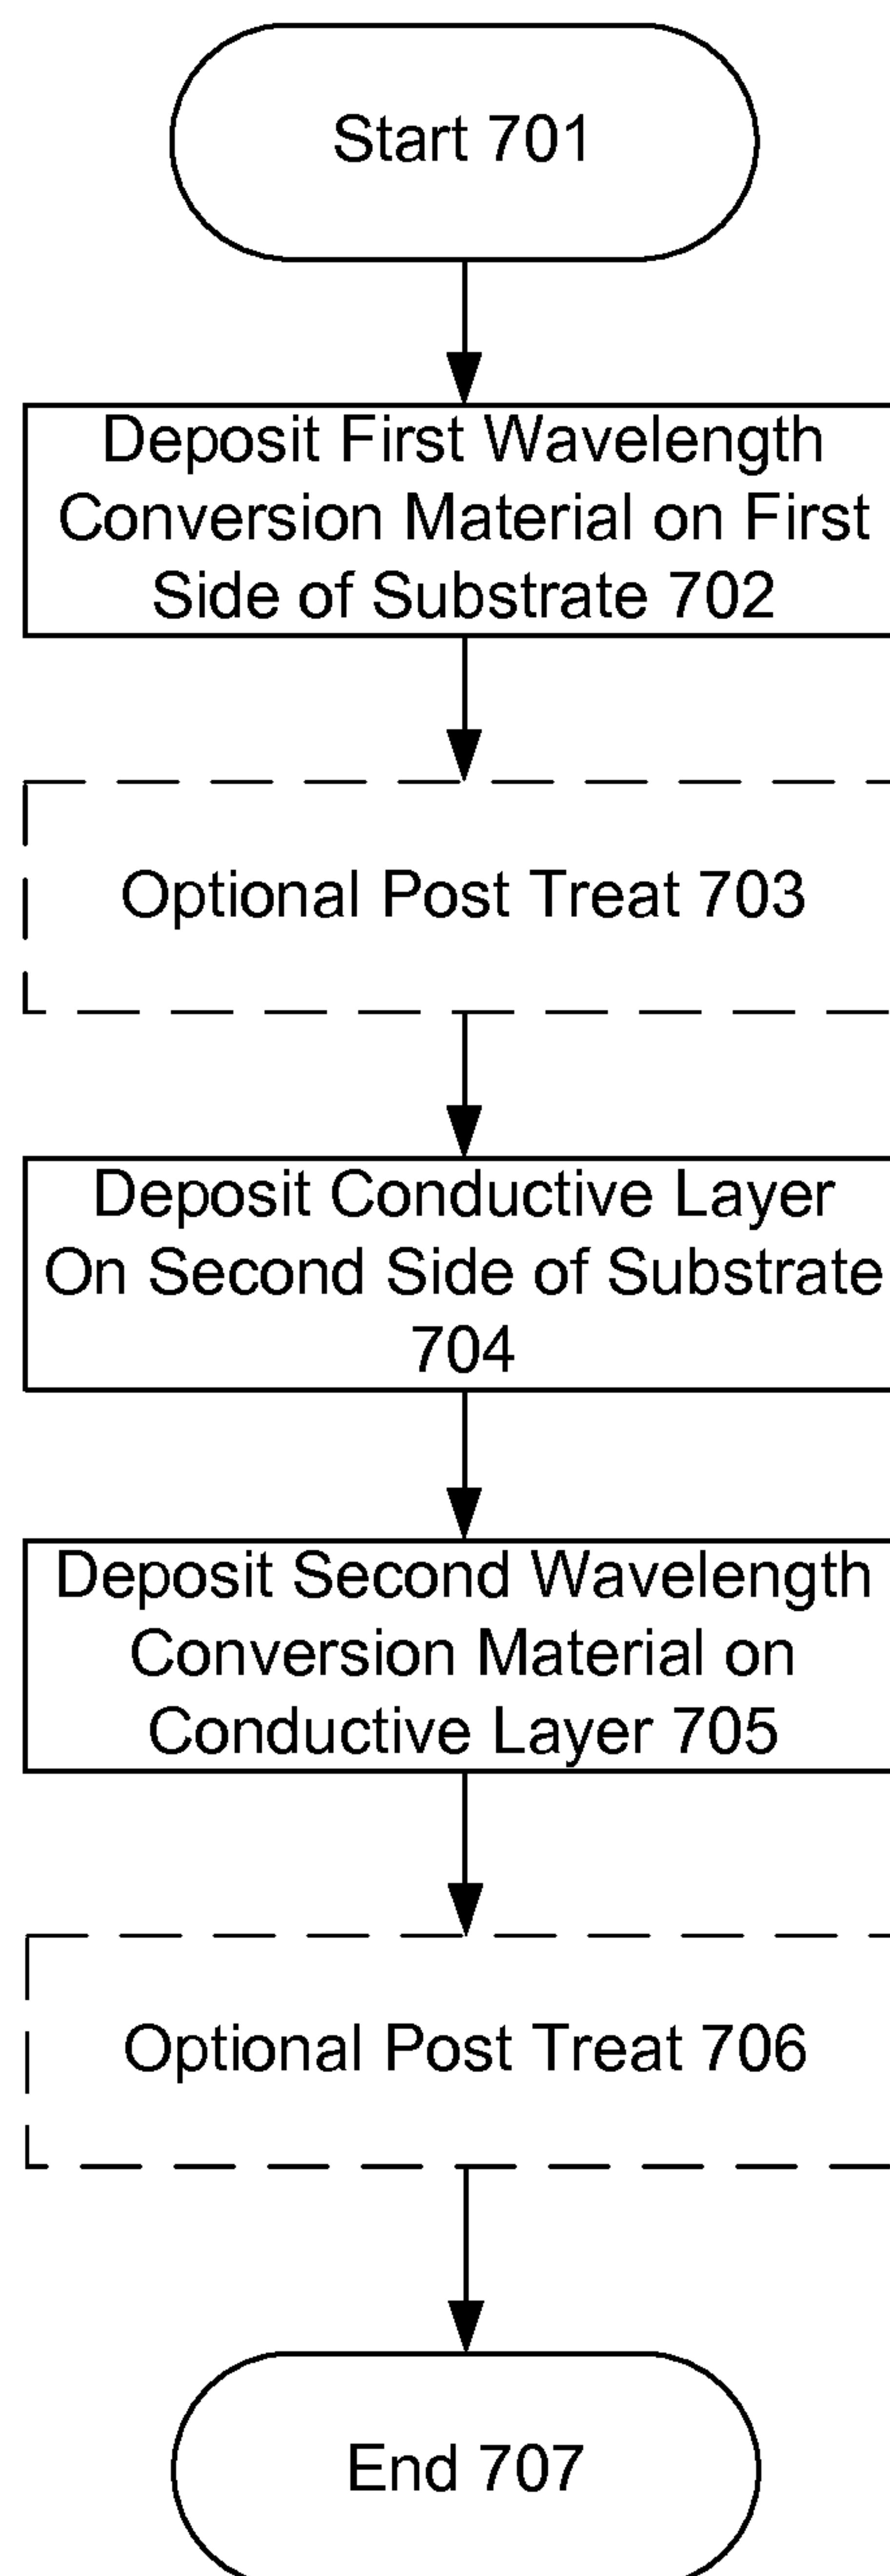 Start 701
Deposit First Wavelength
Conversion Material on First
Side of Substrate 702
Optional Post Treat 703
Deposit Conductive Layer
On Second Side of Substrate
704
Deposit Second Wavelength
Conversion Material on
Conductive Layer 705
Optional Post Treat 706
End 707